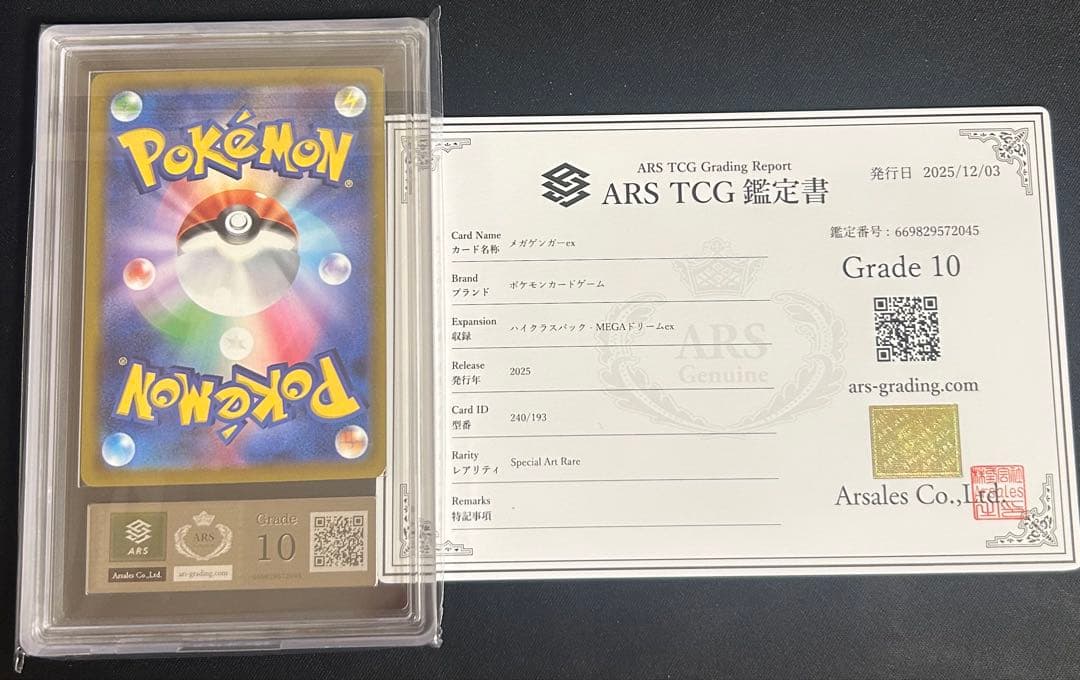 POKéMON
®
POKéMON
®
ARS
Arsales Co.,Ltd.
ARS
ars-grading.com
Grade
10
669829572045
ARS TCG Grading Report
ARS TCG 鑑定書
発行日 2025/12/03
鑑定番号：669829572045
Grade 10
Card Name
カード名称 メガゲンガーex
Brand
ブランド ポケモンカードゲーム
Expansion
収録 ハイクラスパック - MEGAドリームex
Release
発行年 2025
Card ID
型番 240/193
Rarity
レアリティ Special Art Rare
Remarks
特記事項 -
ARS
Genuine
ars-grading.com
Arsales Co.,Ltd.